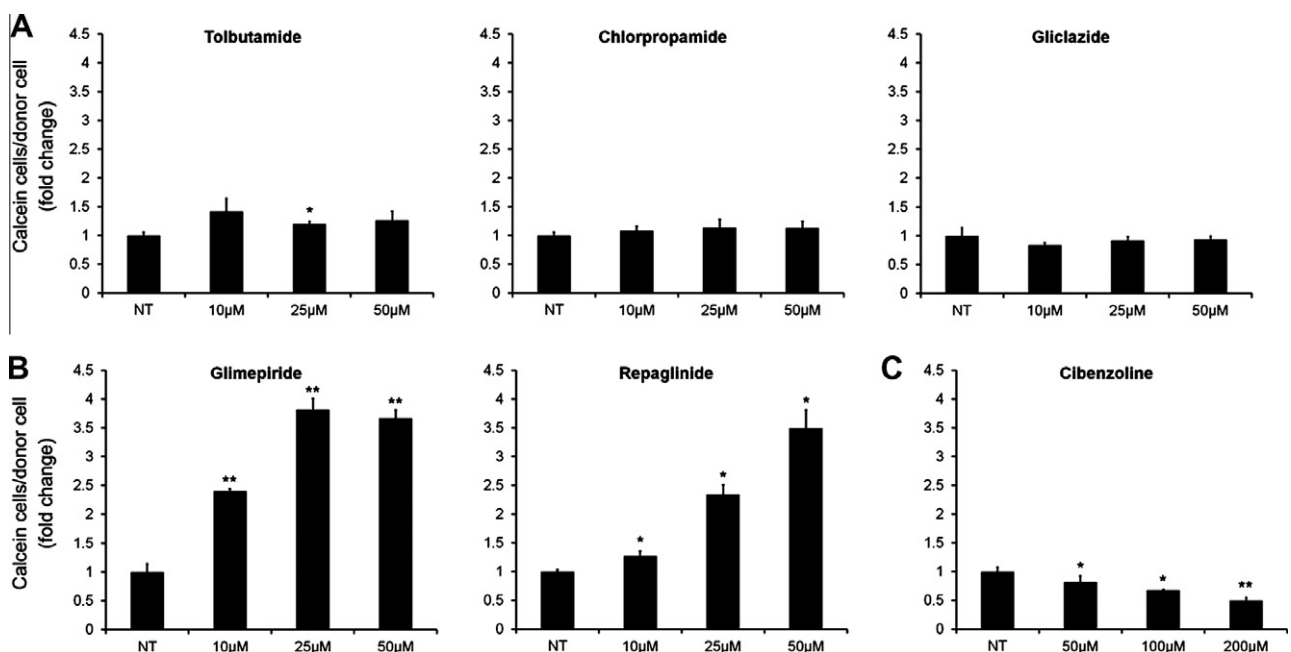 A
Tolbutamide
Chlorpropamide
Gliclazide
Calcein cells/donor cell
(fold change)
4.5
4
3.5
3
2.5
2
1.5
1
0.5
0
*
NT 10µM 25µM 50µM
4.5
4
3.5
3
2.5
2
1.5
1
0.5
0
NT 10µM 25µM 50µM
4.5
4
3.5
3
2.5
2
1.5
1
0.5
0
NT 10µM 25µM 50µM
B
Glimepiride
Repaglinide
C
Cibenzoline
Calcein cells/donor cell
(fold change)
4.5
4
3.5
3
2.5
2
1.5
1
0.5
0
** ** **
NT 10µM 25µM 50µM
4.5
4
3.5
3
2.5
2
1.5
1
0.5
0
* * *
NT 10µM 25µM 50µM
4.5
4
3.5
3
2.5
2
1.5
1
0.5
0
* * **
NT 50µM 100µM 200µM